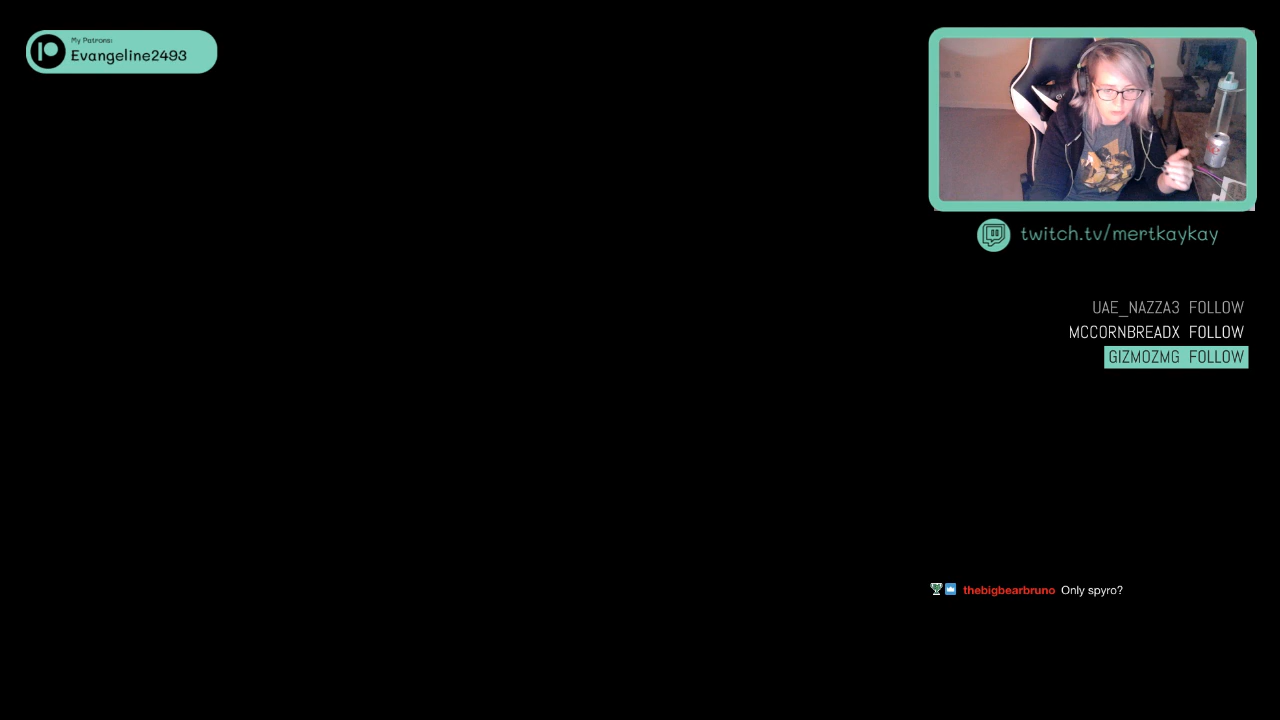 My Patrons:
Evangeline2493
twitch.tv/mertkaykay
UAE_NAZZA3 FOLLOW
MCCORNBREADX FOLLOW
GIZMOZMG FOLLOW
thebigbearbruno Only spyro?